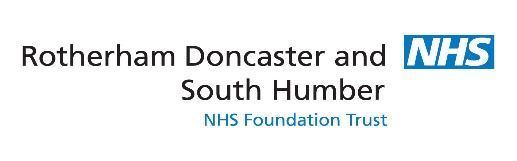 Rotherham Doncaster and NHS
South Humber
NHS Foundation Trust